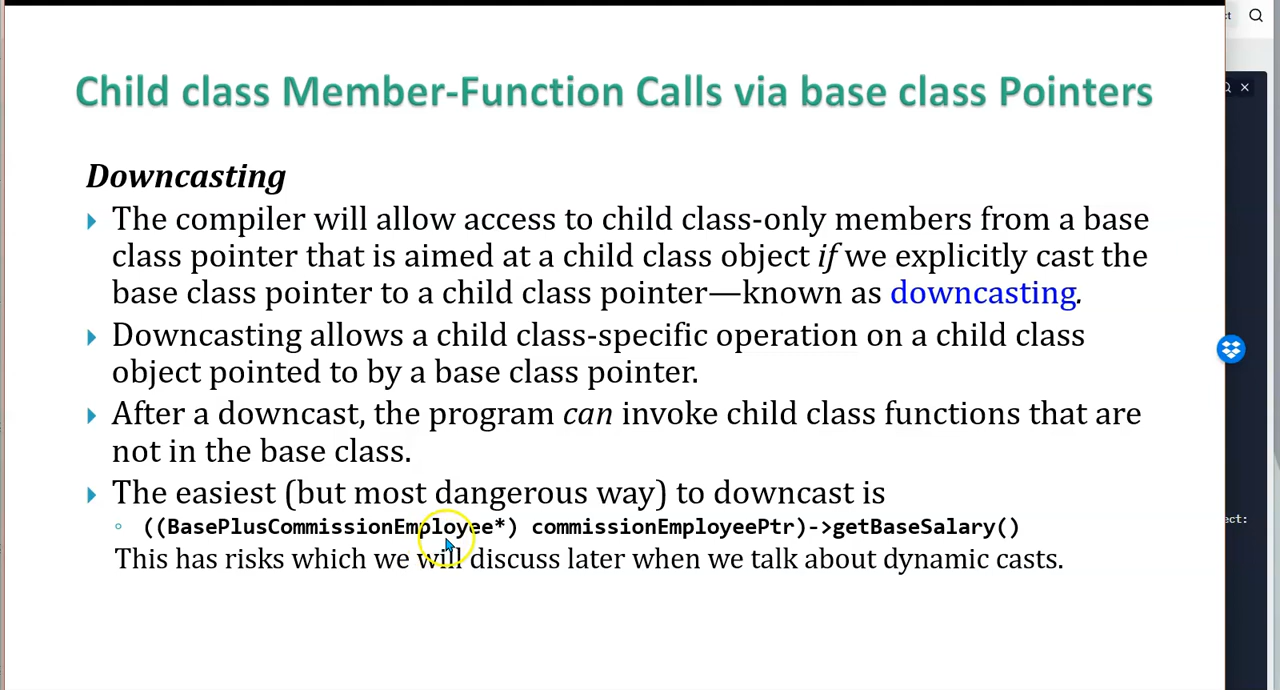 Child class Member-Function Calls via base class Pointers
Downcasting
The compiler will allow access to child class-only members from a base
class pointer that is aimed at a child class object if we explicitly cast the
base class pointer to a child class pointer—known as downcasting.
Downcasting allows a child class-specific operation on a child class
object pointed to by a base class pointer.
After a downcast, the program can invoke child class functions that are
not in the base class.
The easiest (but most dangerous way) to downcast is
((BasePlusCommissionEmployee*) commissionEmployeePtr)->getBaseSalary()
This has risks which we will discuss later when we talk about dynamic casts.
ect: